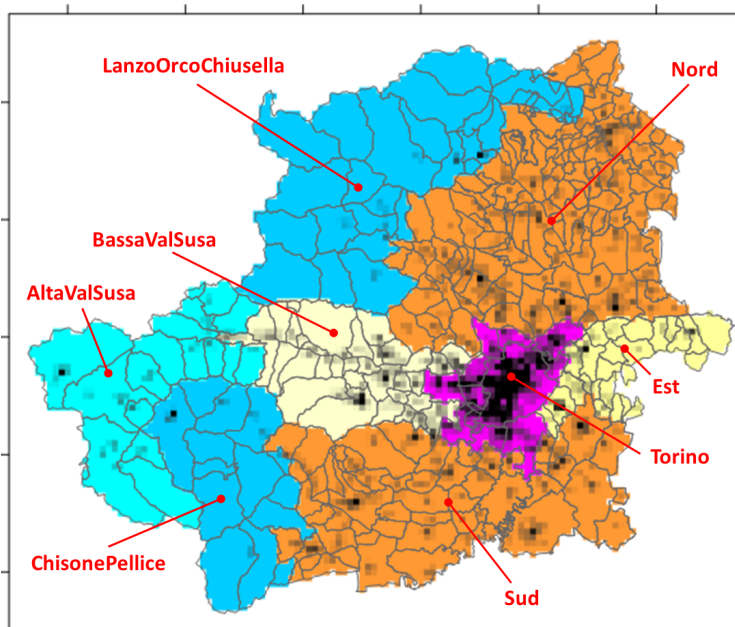 LanzoOrcoChiusella
Nord
BassaValSusa
AltaValSusa
Est
Torino
ChisonePellice
Sud